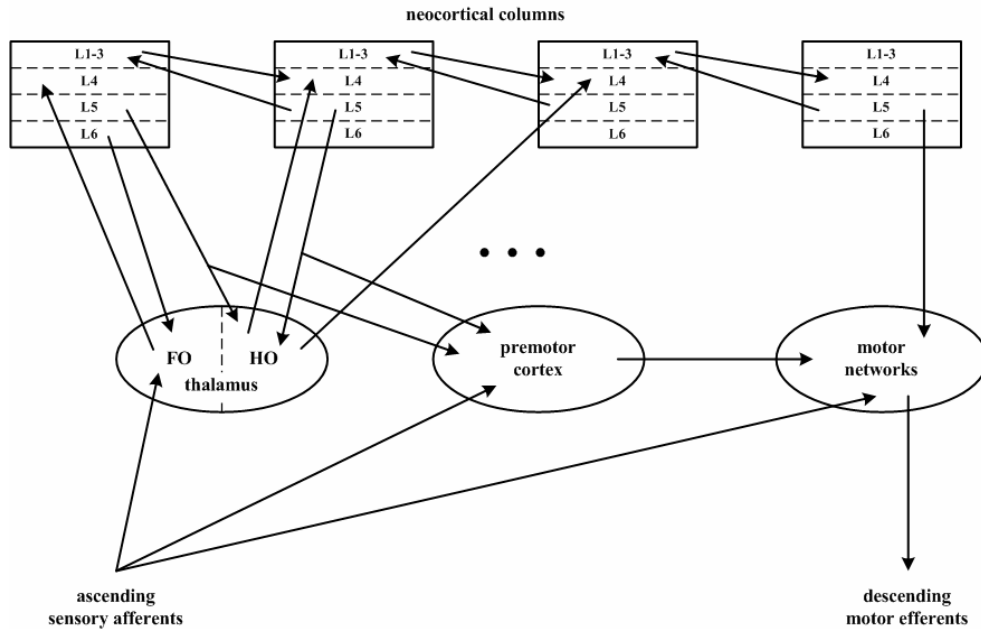 neocortical columns
L1-3 L1-3 L1-3 L1-3
L4 L4 L4 L4
L5 L5 L5 L5
L6 L6 L6 L6
FO HO
thalamus
premotor
cortex
motor
networks
ascending
sensory afferents
descending
motor efferents